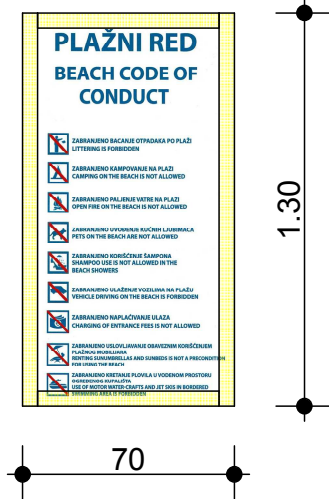 PLAŽNI RED
BEACH CODE OF
CONDUCT
ZABRANJENO BACANJE OTPADAKA PO PLAŽI
LITTERING IS FORBIDDEN
ZABRANJENO KAMPOVANJE NA PLAŽI
CAMPING ON THE BEACH IS NOT ALLOWED
ZABRANJENO PALJENJE VATRE NA PLAŽI
OPEN FIRE ON THE BEACH IS NOT ALLOWED
ZABRANJENO UVOĐENJE KUĆNIH LJUBIMACA
PETS ON THE BEACH ARE NOT ALLOWED
ZABRANJENO KORIŠĆENJE ŠAMPONA
SHAMPOO USE IS NOT ALLOWED IN THE
BEACH SHOWERS
ZABRANJENO ULAŽENJE VOZILIMA NA PLAŽU
VEHICLE DRIVING ON THE BEACH IS FORBIDDEN
ZABRANJENO NAPLAĆIVANJE ULAZA
CHARGING OF ENTRANCE FEES IS NOT ALLOWED
ZABRANJENO USLOVLJAVANJE OBAVEZNIM KORIŠĆENJEM
PLAŽNOG MOBILIJARA
RENTING SUNUMBRELLAS AND SUNBEDS IS NOT A PRECONDITION
FOR USING THE BEACH
ZABRANJENO KRETANJE PLOVILA U VODENOM PROSTORU
OGRAĐENOG KUPALIŠTA
USE OF MOTOR WATER-CRAFTS AND JET SKIS IN BORDERED
SWIMMING AREA IS FORBIDDEN
1.30
70